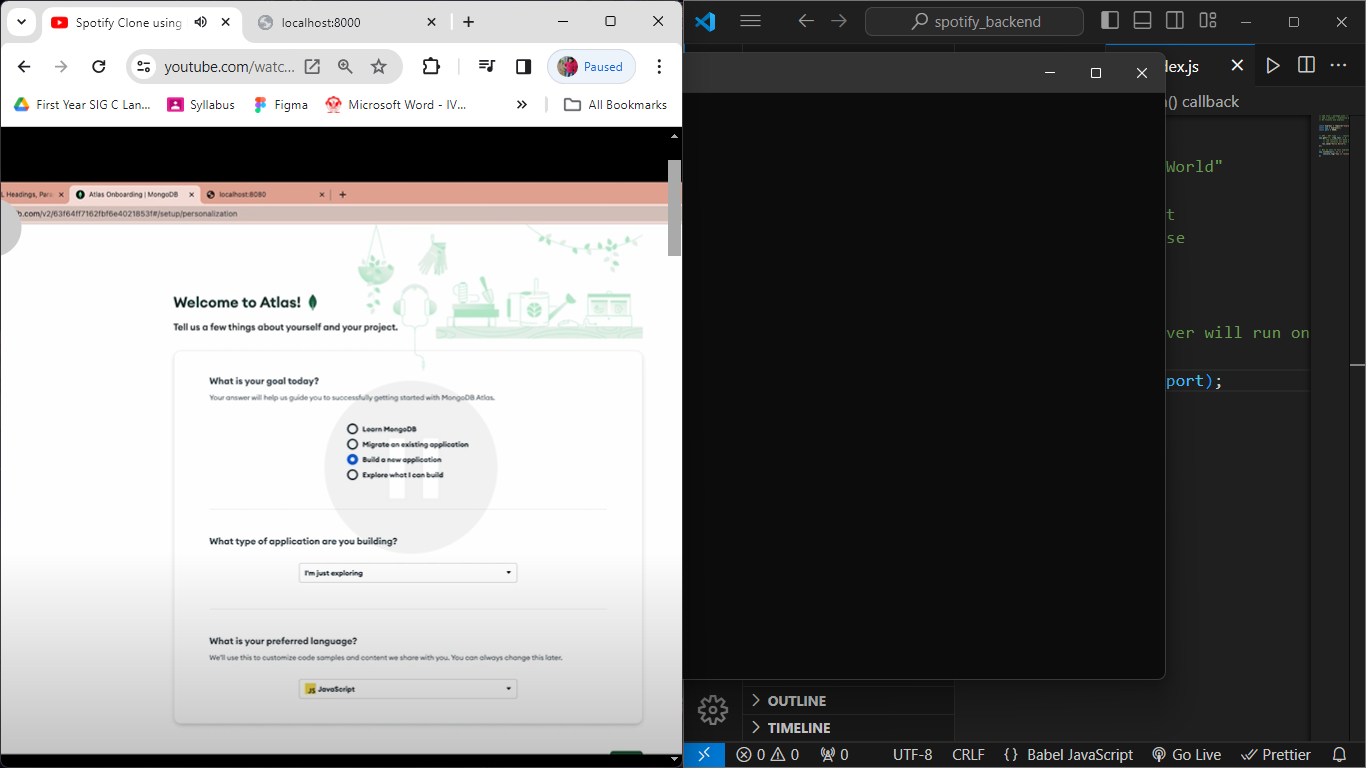 Spotify Clone using
localhost:8000
youtube.com/watc...
Paused
First Year SIG C Lan...
Syllabus
Figma
Microsoft Word - IV...
All Bookmarks
Atlas Onboarding | MongoDB
localhost:8080
b.com/v2/63f64ff7162fbf6e4021853f#/setup/personalization
Welcome to Atlas!
Tell us a few things about yourself and your project.
What is your goal today?
Your answer will help us guide you to successfully getting started with MongoDB Atlas.
Learn MongoDB
Migrate an existing application
Build a new application
Explore what I can build
What type of application are you building?
I'm just exploring
What is your preferred language?
We'll use this to customize code samples and content we share with you. You can always change this later.
JS JavaScript
spotify_backend
dex.js
() callback
World"
t
se
ver will run on
port);
OUTLINE
TIMELINE
0 0 0 UTF-8 CRLF {} Babel JavaScript Go Live Prettier